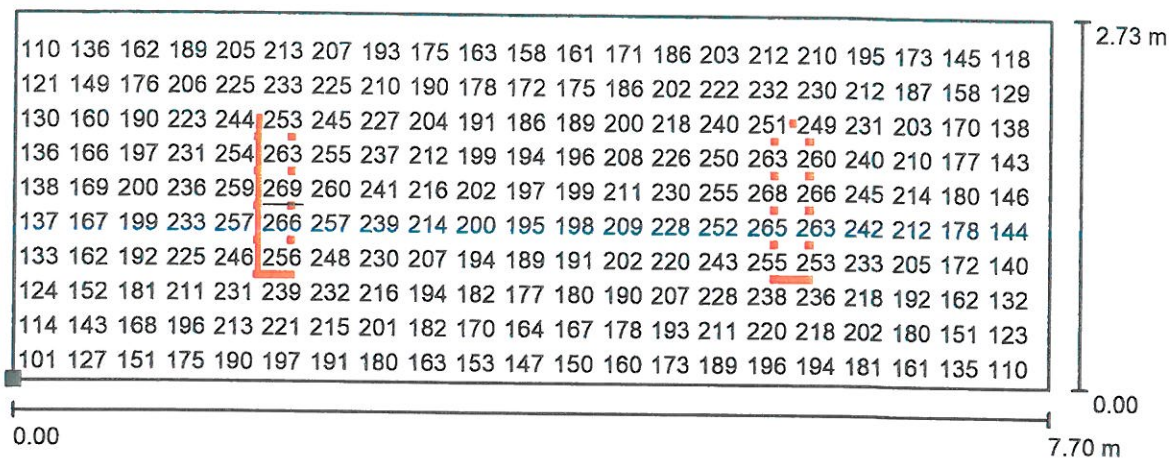 2.73 m
110 136 162 189 205 213 207 193 175 163 158 161 171 186 203 212 210 195 173 145 118
121 149 176 206 225 233 225 210 190 178 172 175 186 202 222 232 230 212 187 158 129
130 160 190 223 244 253 245 227 204 191 186 189 200 218 240 251 249 231 203 170 138
136 166 197 231 254 263 255 237 212 199 194 196 208 226 250 263 260 240 210 177 143
138 169 200 236 259 269 260 241 216 202 197 199 211 230 255 268 266 245 214 180 146
137 167 199 233 257 266 257 239 214 200 195 198 209 228 252 265 263 242 212 178 144
133 162 192 225 246 256 248 230 207 194 189 191 202 220 243 255 253 233 205 172 140
124 152 181 211 231 239 232 216 194 182 177 180 190 207 228 238 236 218 192 162 132
114 143 168 196 213 221 215 201 182 170 164 167 178 193 211 220 218 202 180 151 123
101 127 151 175 190 197 191 180 163 153 147 150 160 173 189 196 194 181 161 135 110
0.00
0.00
7.70 m